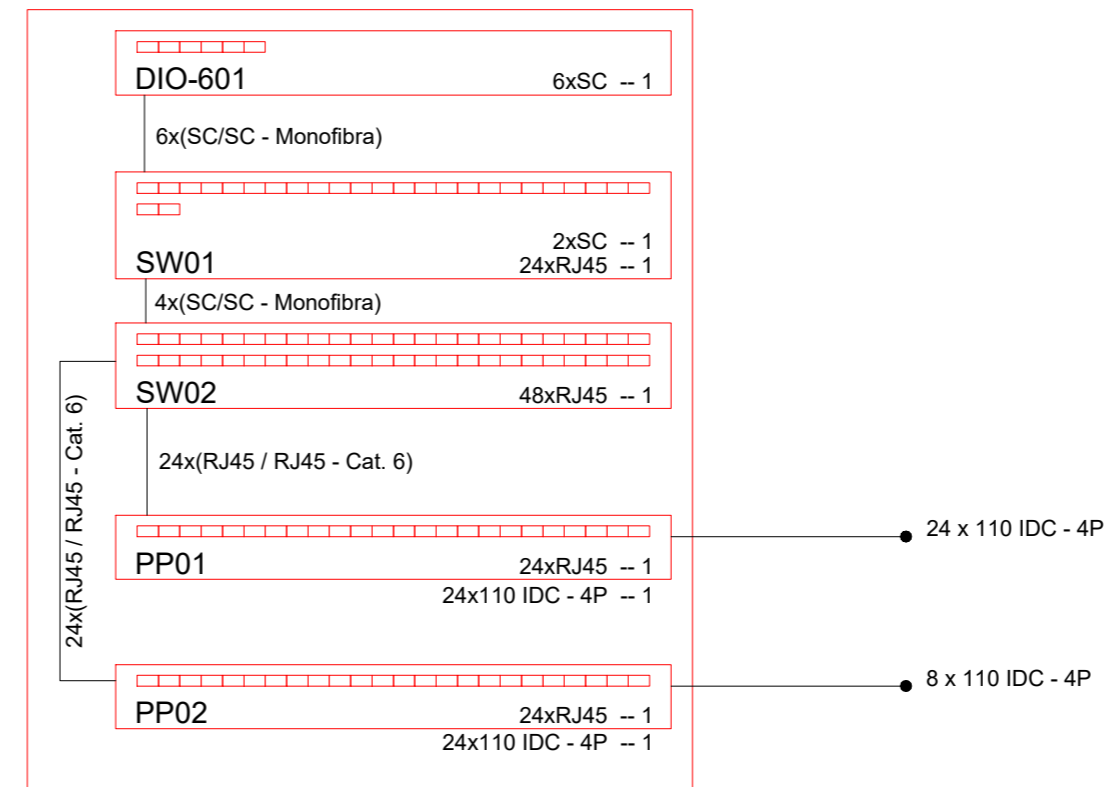 DIO-601
6xSC -- 1
6x(SC/SC - Monofibra)
2xSC -- 1
SW01
24xRJ45 -- 1
4x(SC/SC - Monofibra)
SW02
48xRJ45 -- 1
24x(RJ45 / RJ45 - Cat. 6)
24x(RJ45 / RJ45 - Cat. 6)
24 x 110 IDC - 4P
PP01
24xRJ45 -- 1
24x110 IDC - 4P -- 1
8 x 110 IDC - 4P
PP02
24xRJ45 -- 1
24x110 IDC - 4P -- 1